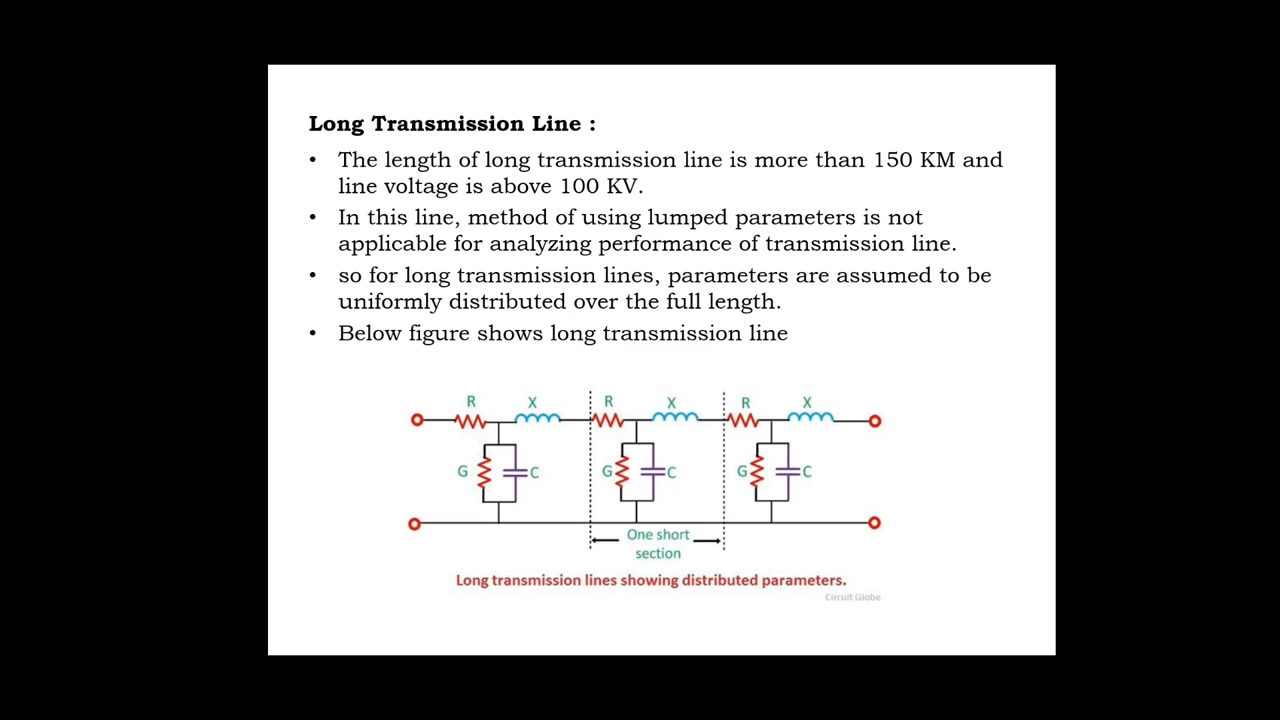 Long Transmission Line :
• The length of long transmission line is more than 150 KM and
line voltage is above 100 KV.
• In this line, method of using lumped parameters is not
applicable for analyzing performance of transmission line.
• so for long transmission lines, parameters are assumed to be
uniformly distributed over the full length.
• Below figure shows long transmission line
R X R X R X
G C G C G C
One short
section
Long transmission lines showing distributed parameters.
Circuit Globe